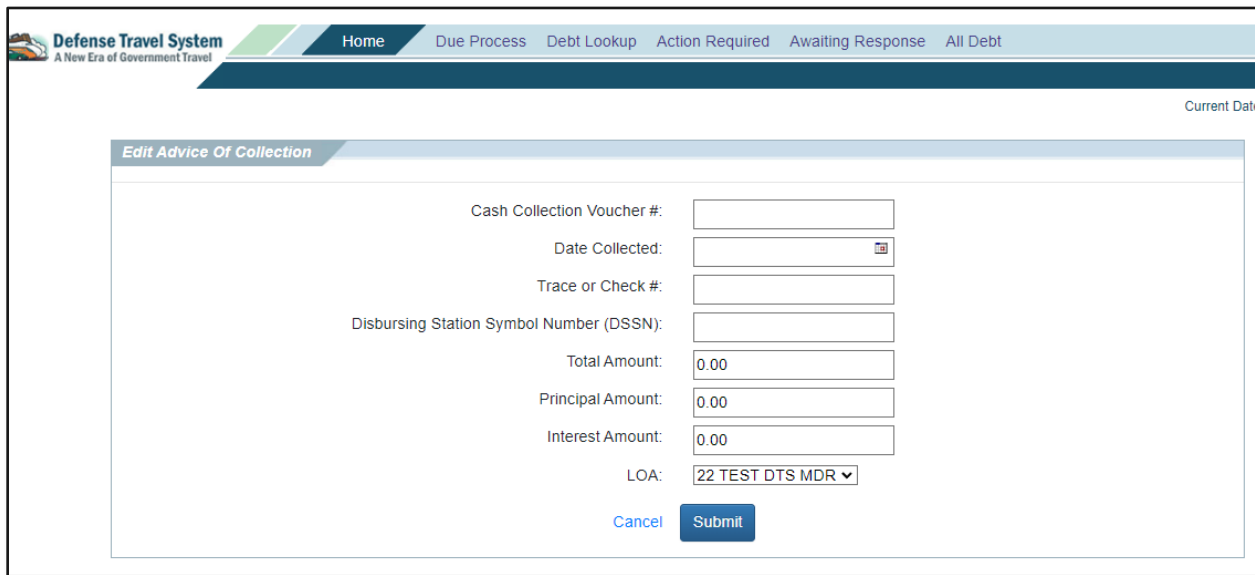 Defense Travel System
A New Era of Government Travel
Home Due Process Debt Lookup Action Required Awaiting Response All Debt
Current Date
Edit Advice Of Collection
Cash Collection Voucher #:
Date Collected:
Trace or Check #:
Disbursing Station Symbol Number (DSSN):
Total Amount: 0.00
Principal Amount: 0.00
Interest Amount: 0.00
LOA: 22 TEST DTS MDR
Cancel Submit